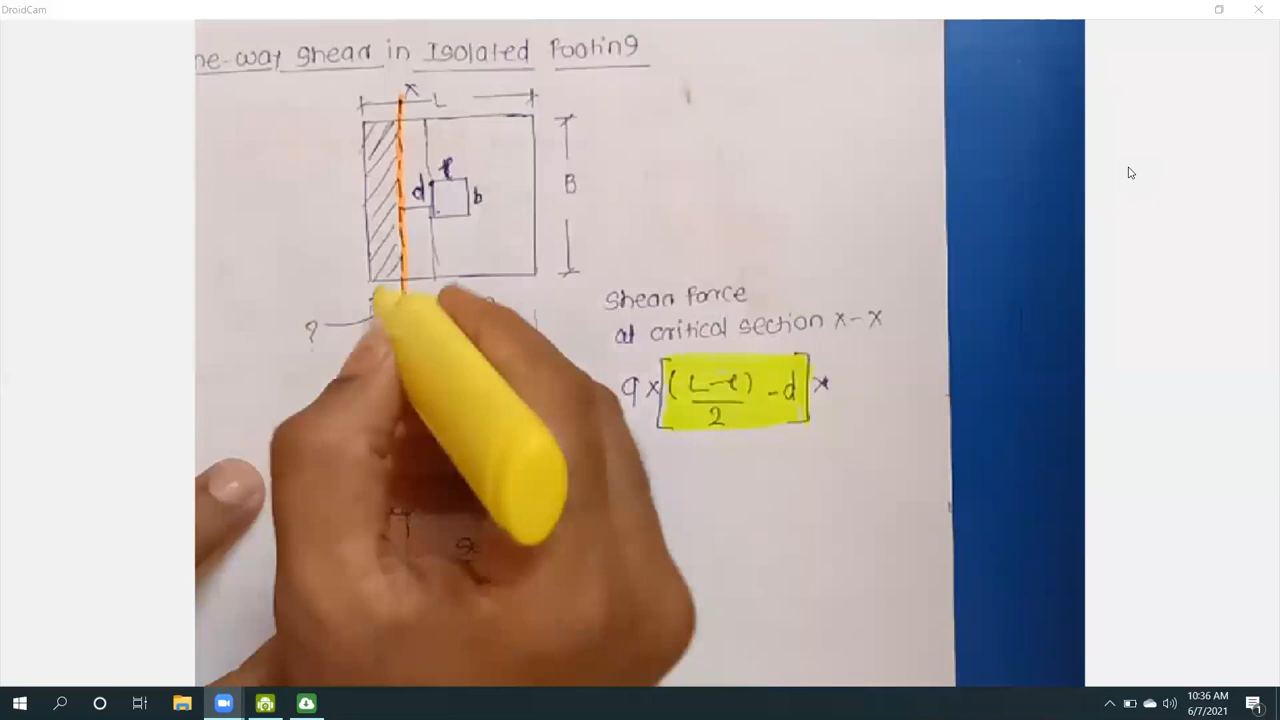 DroidCam
ne-way shear in Isolated Footing
X
L
l
d
b
B
?
Shear Force
at critical section X-X
q x [ (L-l) - d ] x
2
10:36 AM
6/7/2021
1